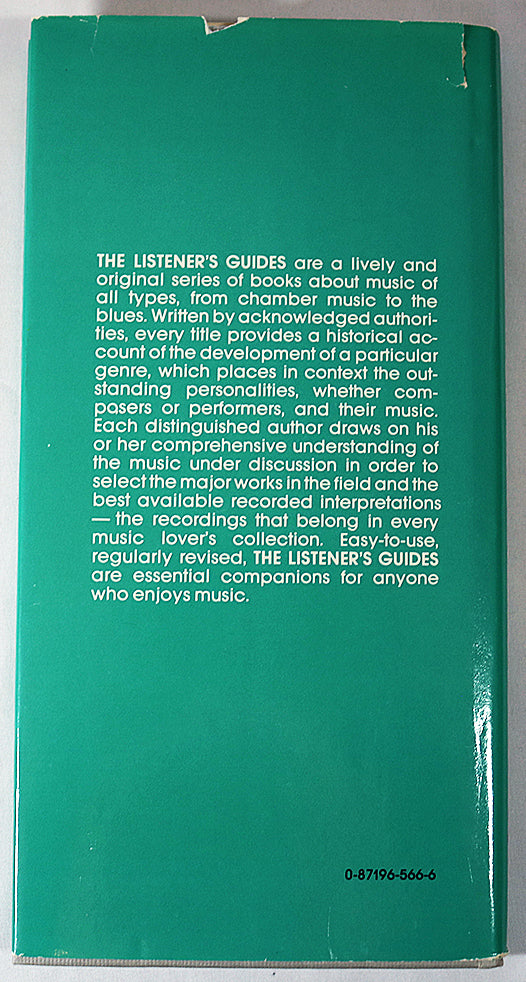 THE LISTENER'S GUIDES are a lively and
original series of books about music of
all types, from chamber music to the
blues. Written by acknowledged authori-
ties, every title provides a historical ac-
count of the development of a particular
genre, which places in context the out-
standing personalities, whether com-
posers or performers, and their music.
Each distinguished author draws on his
or her comprehensive understanding of
the music under discussion in order to
select the major works in the field and the
best available recorded interpretations
—the recordings that belong in every
music lover's collection. Easy-to-use,
regularly revised, THE LISTENER'S GUIDES
are essential companions for anyone
who enjoys music.
0-87196-566-6